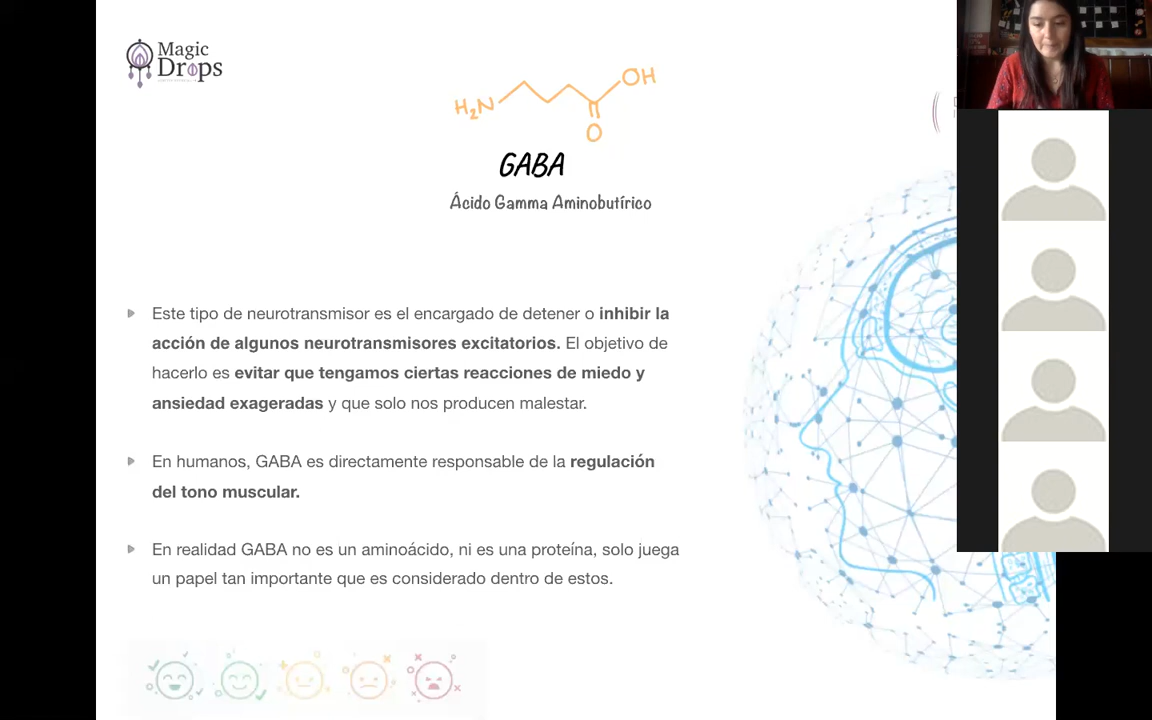 Magic
Drops
H₂N
OH
O
GABA
Ácido Gamma Aminobutírico
Este tipo de neurotransmisor es el encargado de detener o inhibir la
acción de algunos neurotransmisores excitatorios. El objetivo de
hacerlo es evitar que tengamos ciertas reacciones de miedo y
ansiedad exageradas y que solo nos producen malestar.
En humanos, GABA es directamente responsable de la regulación
del tono muscular.
En realidad GABA no es un aminoácido, ni es una proteína, solo juega
un papel tan importante que es considerado dentro de estos.